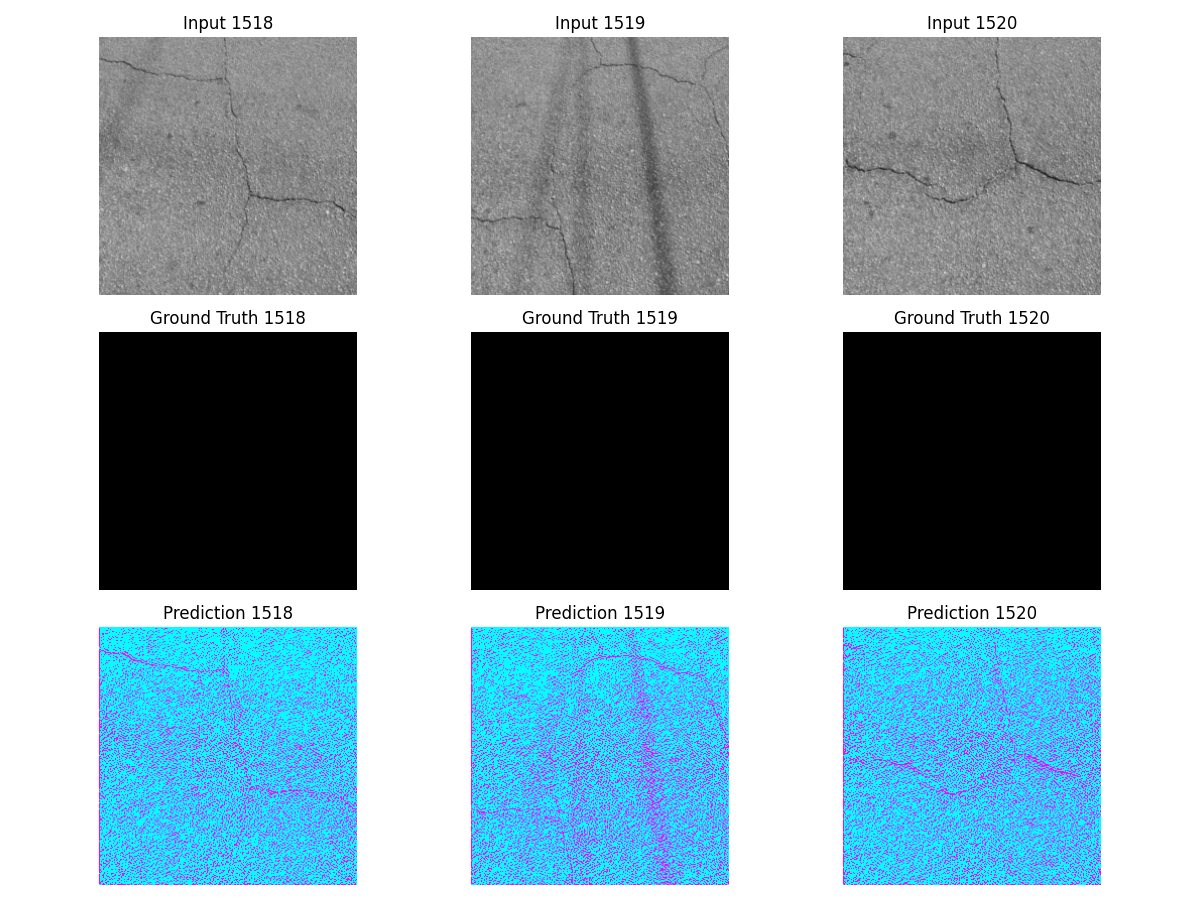 Input 1518
Input 1519
Input 1520
Ground Truth 1518
Ground Truth 1519
Ground Truth 1520
Prediction 1518
Prediction 1519
Prediction 1520